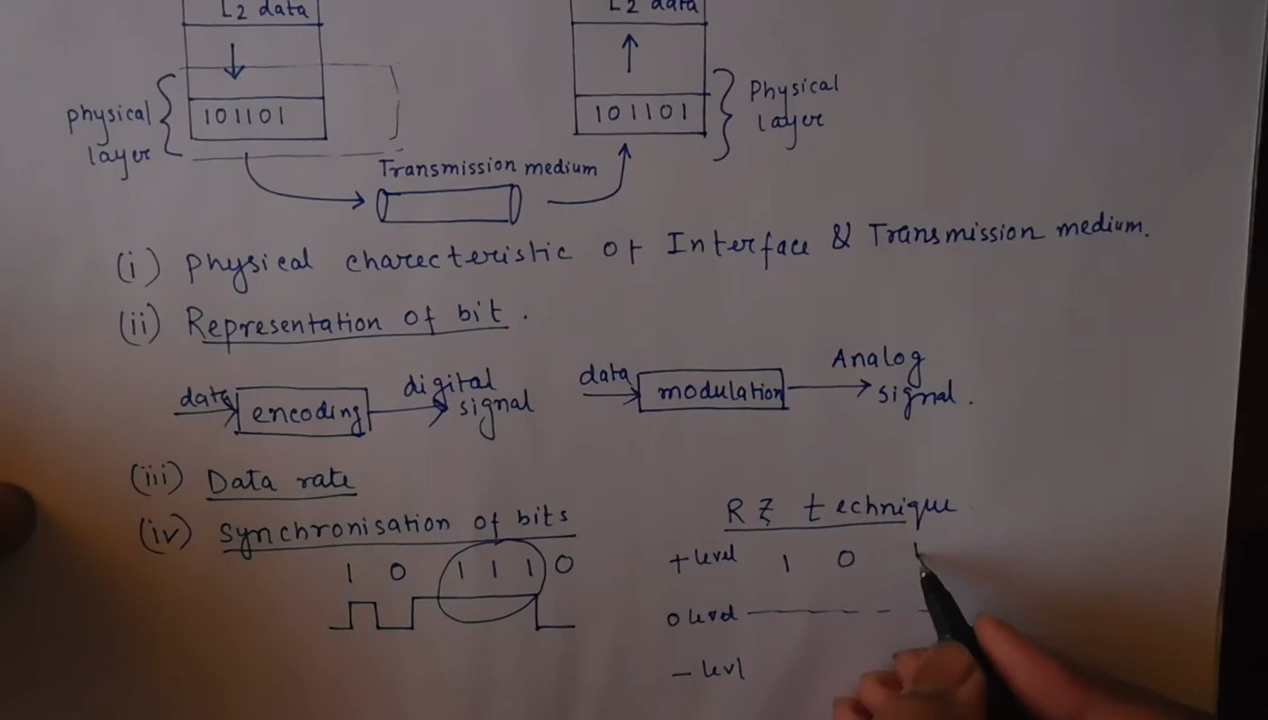 L2 data
L2 data
physical
layer
101101
101101
Physical
layer
Transmission medium
(i) physical charecteristic of Interface & Transmission medium.
(ii) Representation of bit.
data
encoding
digital
signal
data
modulation
Analog
signal.
(iii) Data rate
(iv) synchronisation of bits
1 0 1 1 1 0
RZ technique
+ level 1 0
0 level
- levl